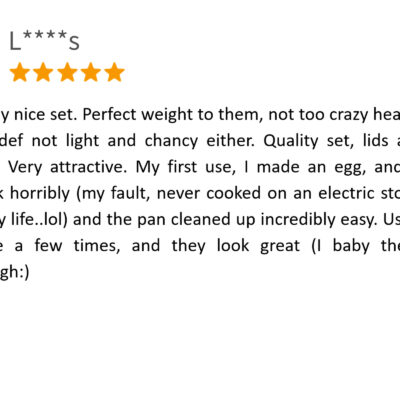 L****s
y nice set. Perfect weight to them, not too crazy hea
def not light and chancy either. Quality set, lids a
Very attractive. My first use, I made an egg, and
k horribly (my fault, never cooked on an electric sto
y life..lol) and the pan cleaned up incredibly easy. Us
e a few times, and they look great (I baby the
gh:)